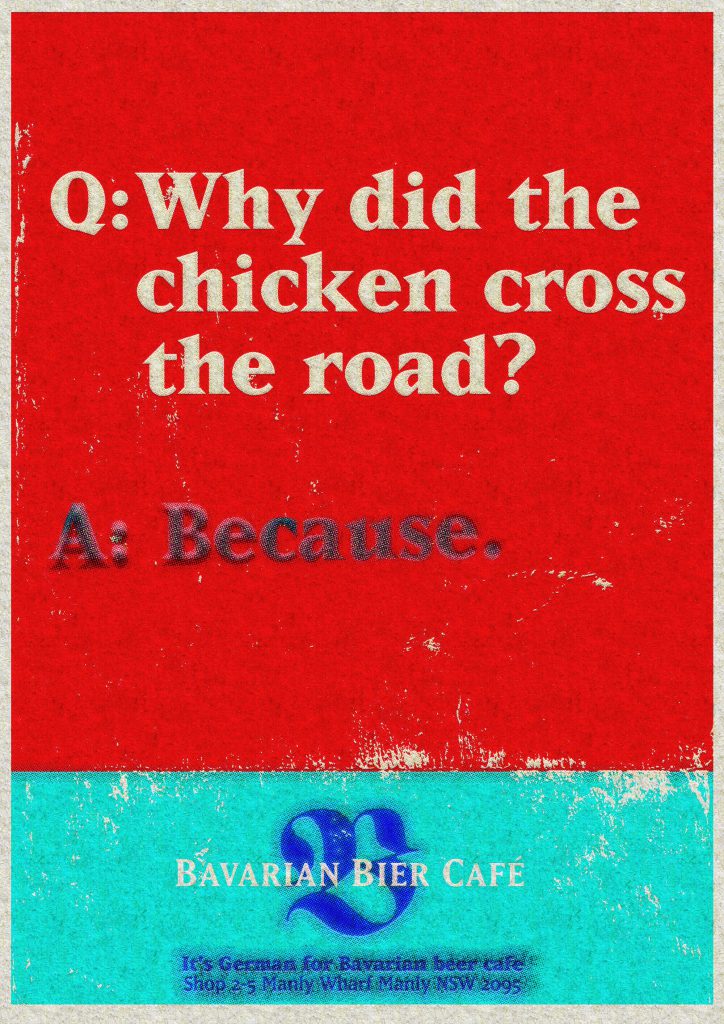 Q: Why did the
chicken cross
the road?
A: Because.
B
BAVARIAN BIER CAFÉ
It's German for Bavarian beer cafe
Shop 2-5 Manly Wharf Manly NSW 2095